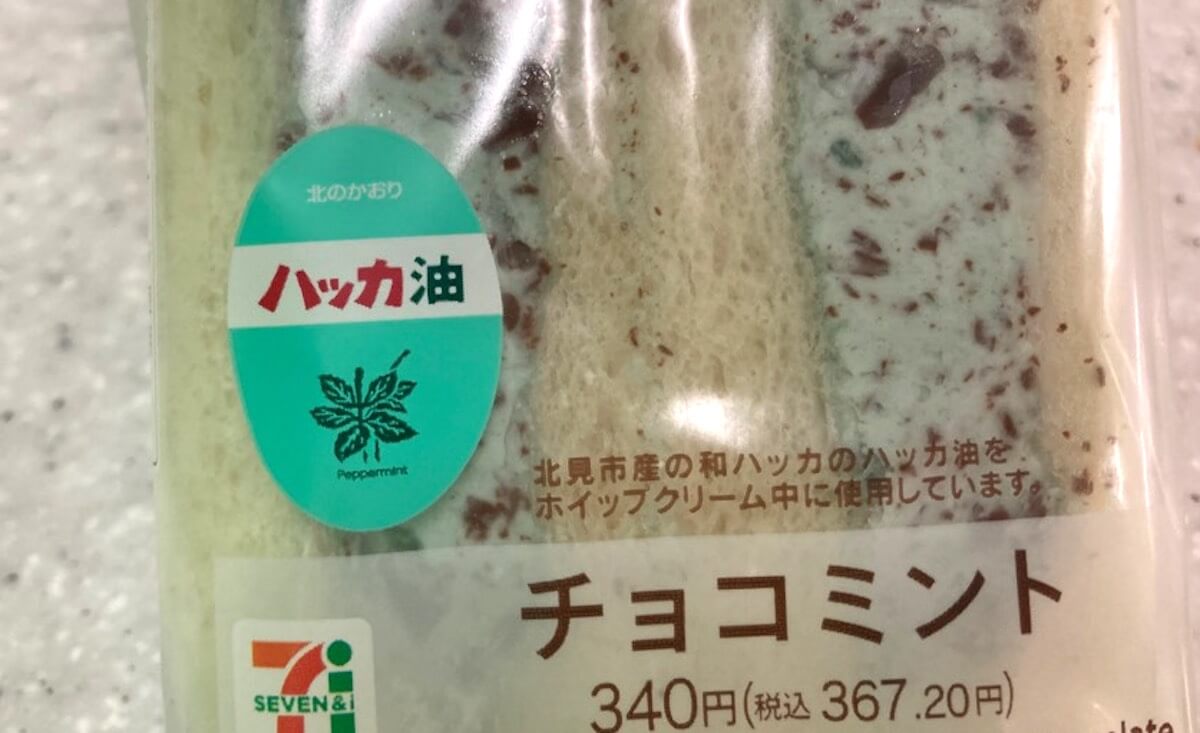 北のかおり
ハッカ油
Peppermint
北見市産の和ハッカのハッカ油を
ホイップクリーム中に使用しています。
チョコミント
SEVEN&i
340円(税込 367.20円)